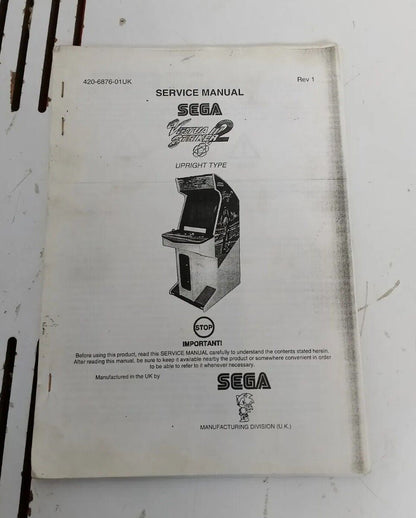 420-6876-01UK
Rev 1
SERVICE MANUAL
SEGA
VIRTUA STRIKER 2
UPRIGHT TYPE
STOP
IMPORTANT!
Before using this product, read this SERVICE MANUAL carefully to understand the contents stated herein.
After reading this manual, be sure to keep it available nearby the product or somewhere convenient in order
to be able to refer to it whenever necessary.
Manufactured in the UK by
SEGA
MANUFACTURING DIVISION (U.K.)